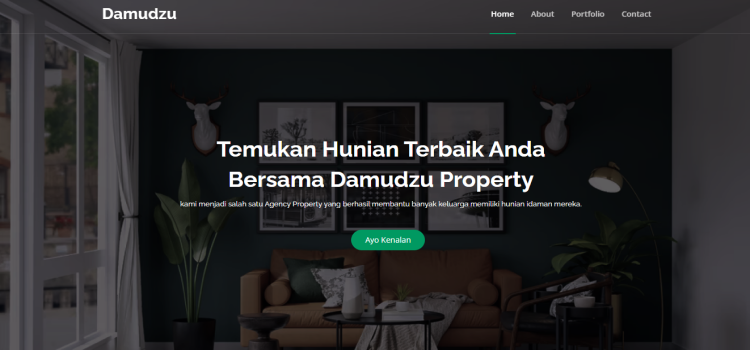 Damudzu
Home About Portfolio Contact
Temukan Hunian Terbaik Anda
Bersama Damudzu Property
kami menjadi salah satu Agency Property yang berhasil membantu banyak keluarga memiliki hunian idaman mereka.
Ayo Kenalan